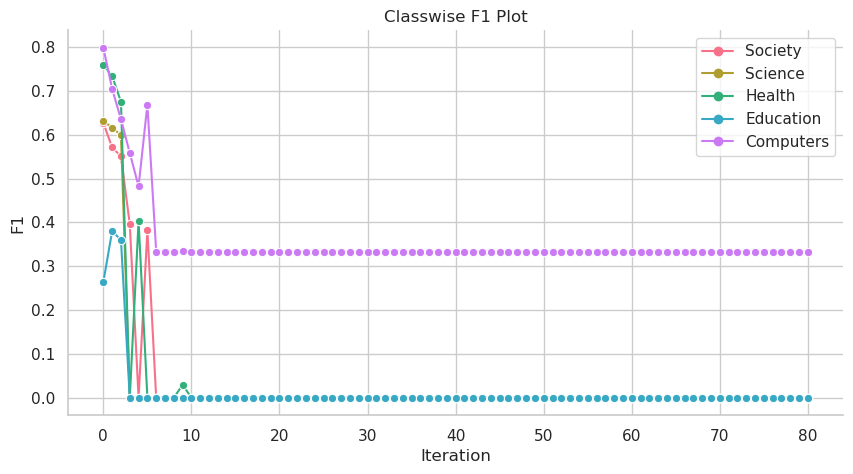 Classwise F1 Plot
Society
Science
Health
Education
Computers
F1
0.8
0.7
0.6
0.5
0.4
0.3
0.2
0.1
0.0
0 10 20 30 40 50 60 70 80
Iteration